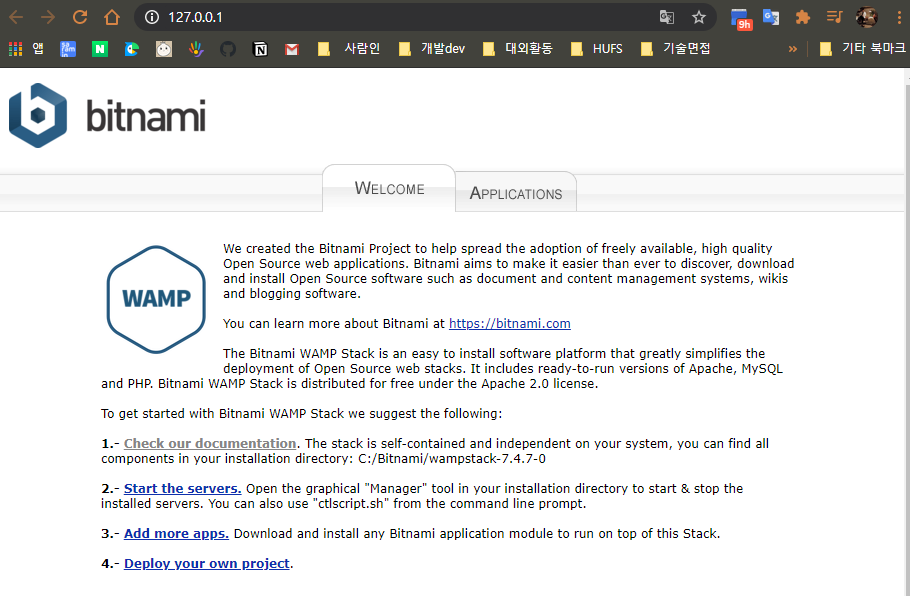 127.0.0.1
9h
앱
N
사람인
개발dev
대외활동
HUFS
기술면접
»
기타 북마크
bitnami
WELCOME
APPLICATIONS
WAMP
We created the Bitnami Project to help spread the adoption of freely available, high quality
Open Source web applications. Bitnami aims to make it easier than ever to discover, download
and install Open Source software such as document and content management systems, wikis
and blogging software.
You can learn more about Bitnami at https://bitnami.com
The Bitnami WAMP Stack is an easy to install software platform that greatly simplifies the
deployment of Open Source web stacks. It includes ready-to-run versions of Apache, MySQL
and PHP. Bitnami WAMP Stack is distributed for free under the Apache 2.0 license.
To get started with Bitnami WAMP Stack we suggest the following:
1.- Check our documentation. The stack is self-contained and independent on your system, you can find all
components in your installation directory: C:/Bitnami/wampstack-7.4.7-0
2.- Start the servers. Open the graphical "Manager" tool in your installation directory to start & stop the
installed servers. You can also use "ctlscript.sh" from the command line prompt.
3.- Add more apps. Download and install any Bitnami application module to run on top of this Stack.
4.- Deploy your own project.